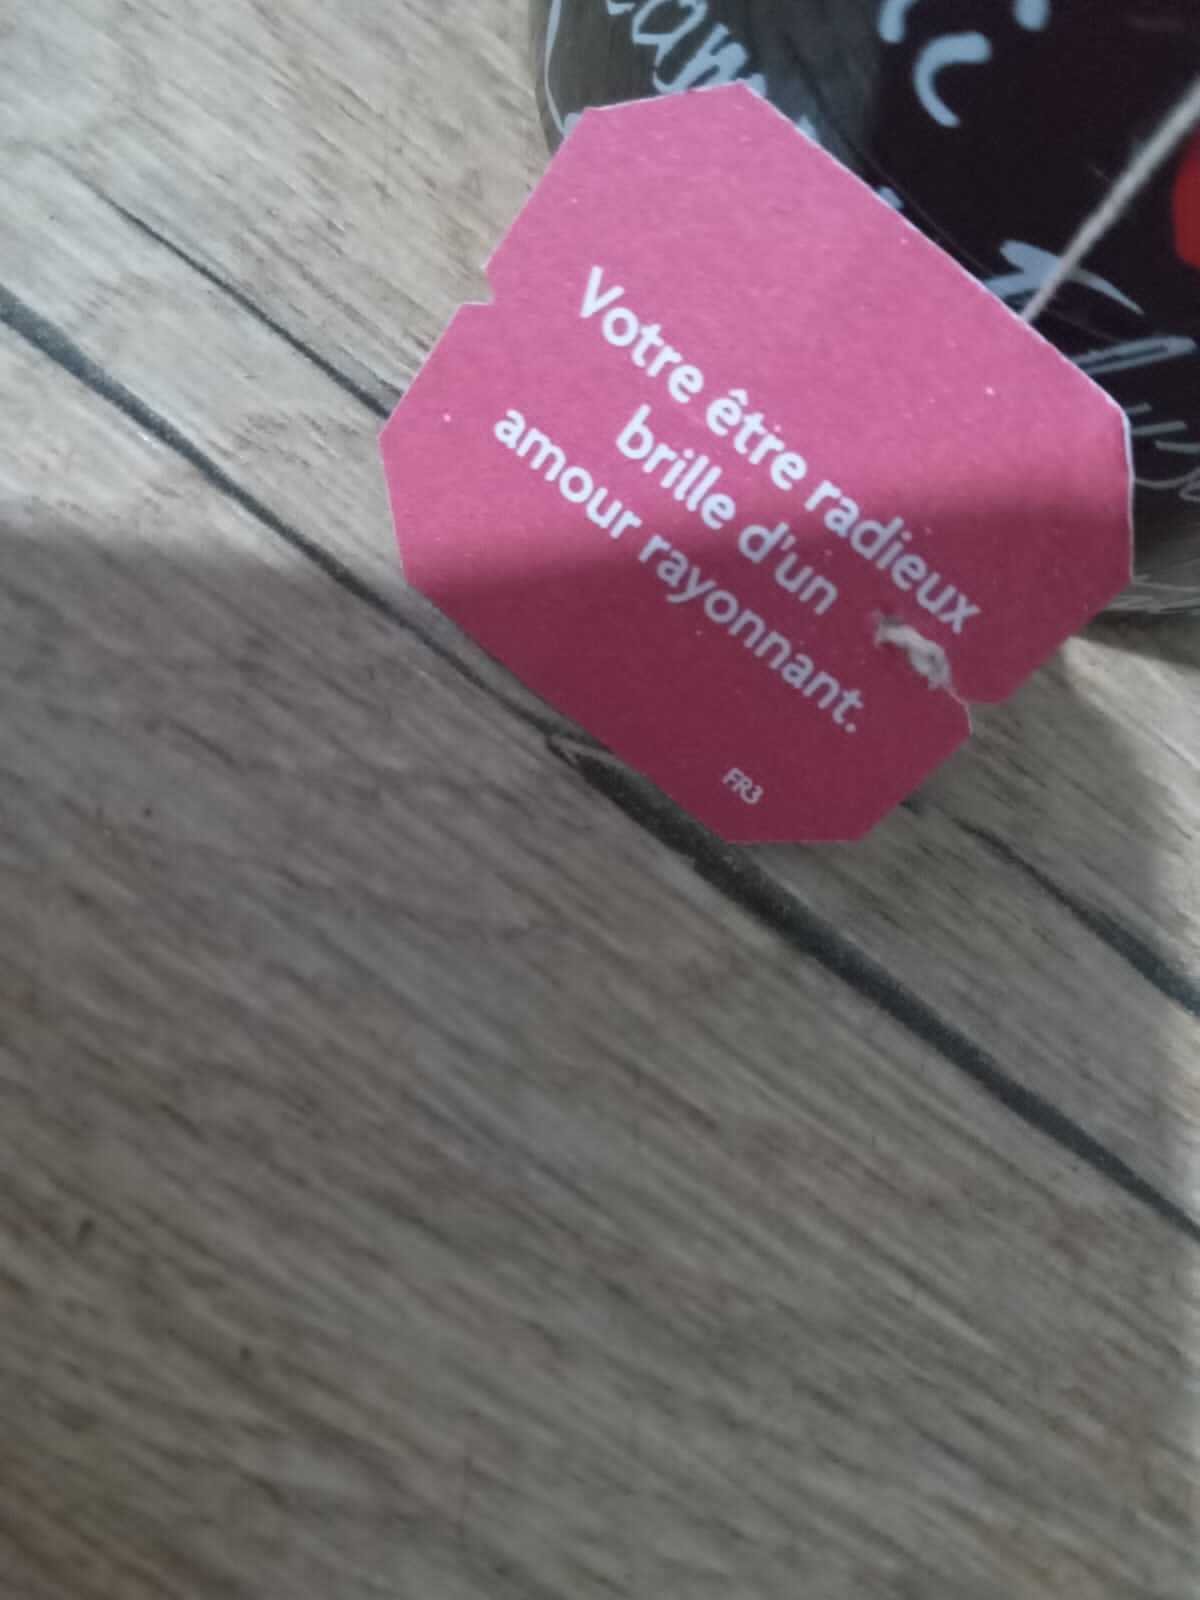 Votre être radieux
brille d'un
amour rayonnant.
FR3